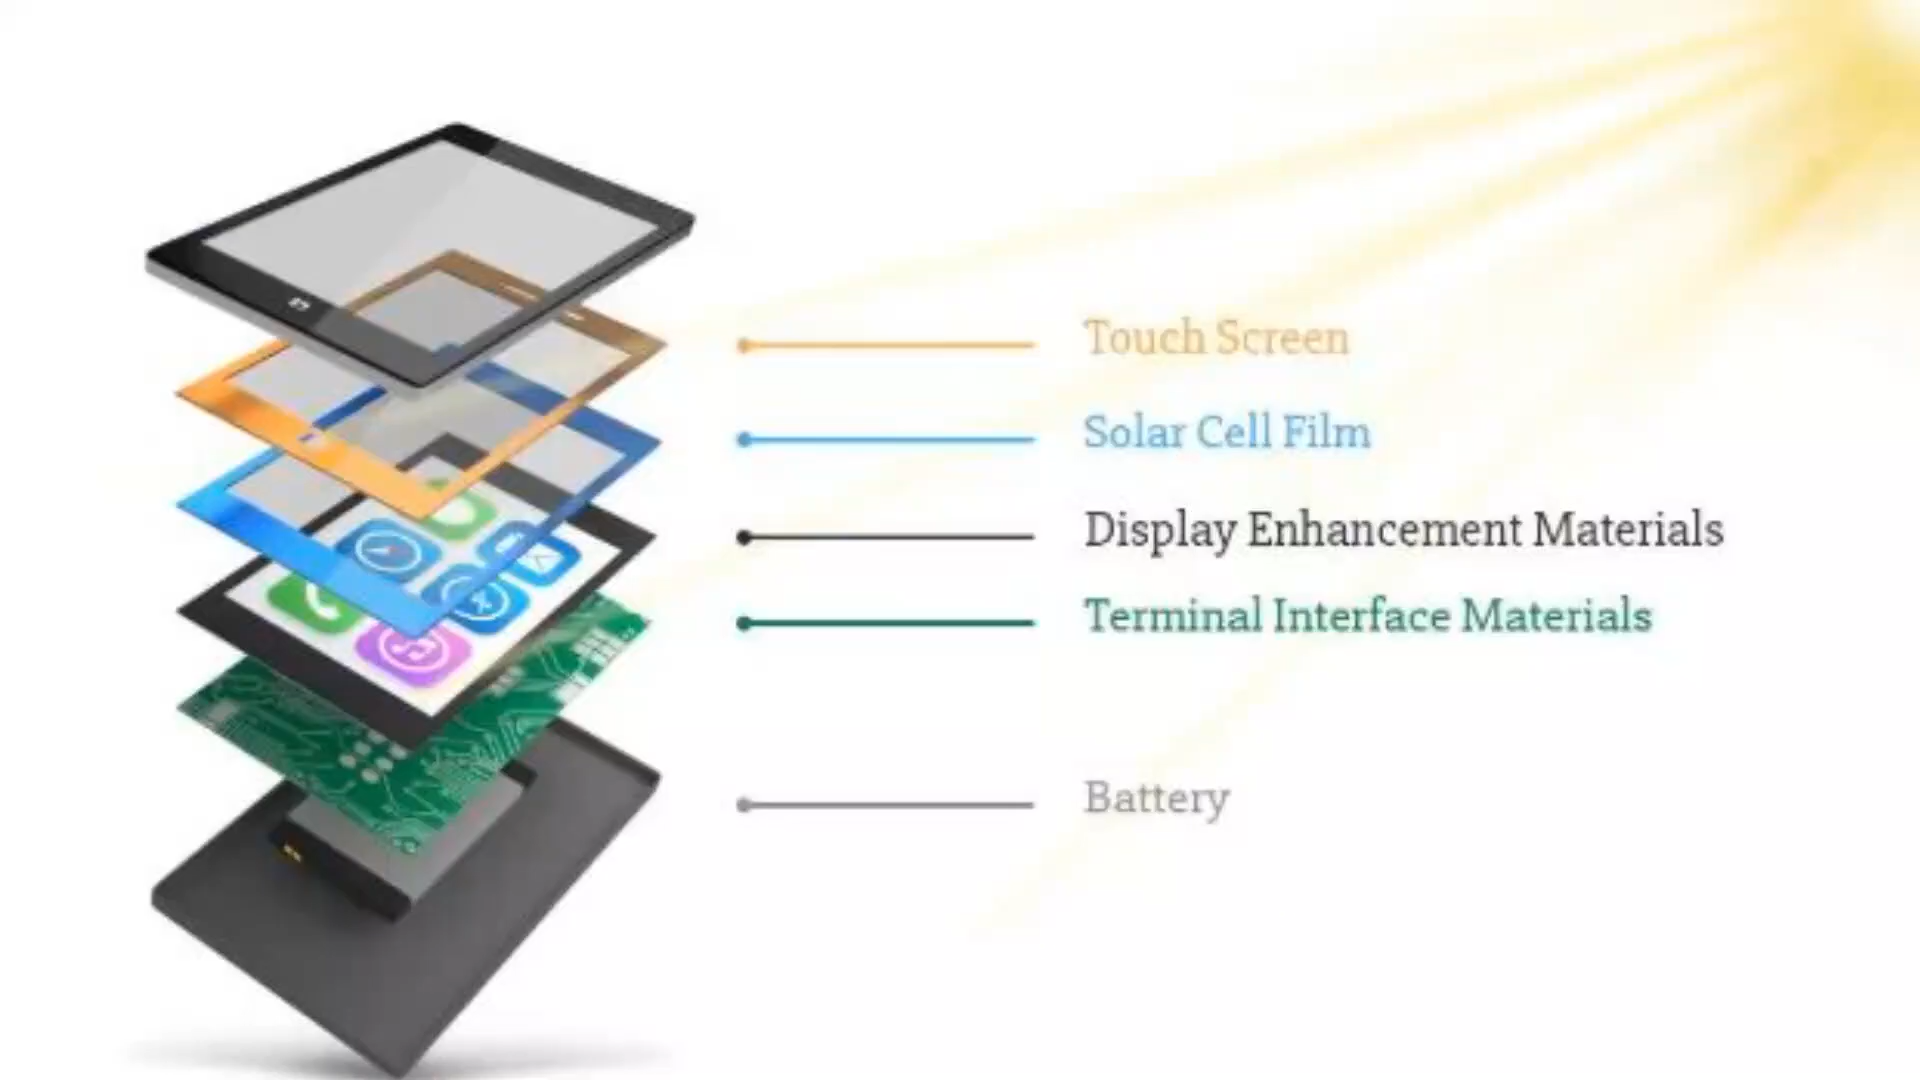 Touch Screen
Solar Cell Film
Display Enhancement Materials
Terminal Interface Materials
Battery